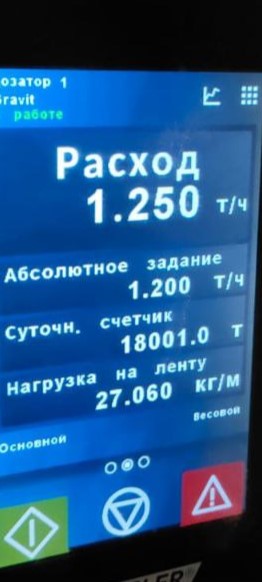 озатор 1
Gravit
работе
Расход
1.250 т/ч
Абсолютное задание
1.200 т/ч
Суточн. счетчик
18001.0 т
Нагрузка на ленту
27.060 кг/м
Весовой
Основной